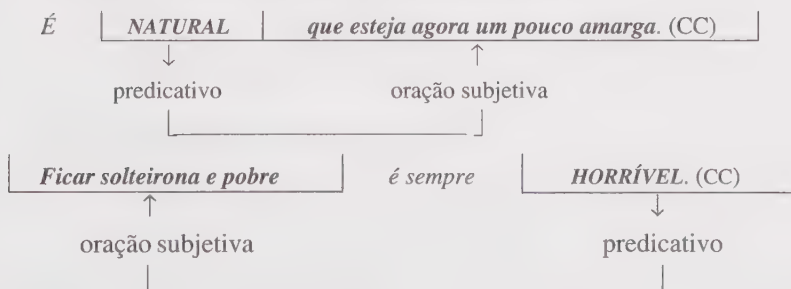 É NATURAL que esteja agora um pouco amarga. (CC)
predicativo oração subjetiva
Ficar solteirona e pobre é sempre HORRÍVEL. (CC)
oração subjetiva predicativo